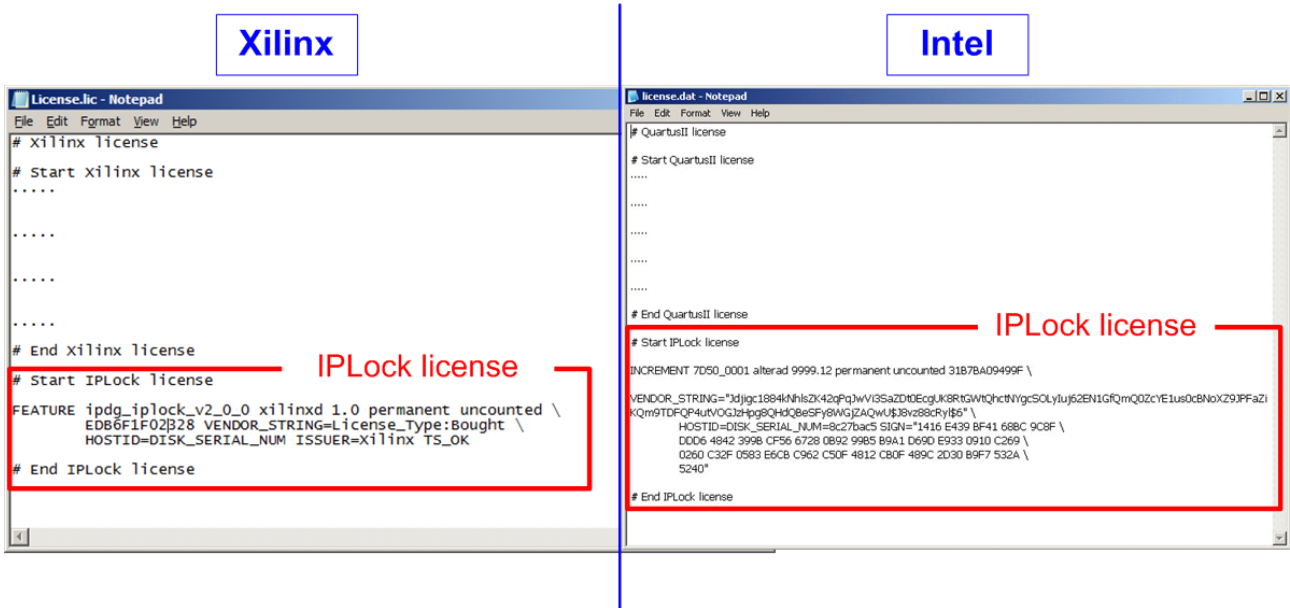 Xilinx
License.lic - Notepad
File Edit Format View Help
# Xilinx license
# Start Xilinx license
.....
.....
.....
.....
# End Xilinx license
IPLock license
# Start IPLock license
FEATURE ipdg_iplock_v2_0_0 xilinxd 1.0 permanent uncounted \
EDB6F1F02328 VENDOR_STRING=License_Type:Bought \
HOSTID=DISK_SERIAL_NUM ISSUER=Xilinx TS_OK
# End IPLock license
Intel
license.dat - Notepad
File Edit Format View Help
# QuartusII license
# Start QuartusII license
.....
.....
.....
.....
.....
# End QuartusII license
IPLock license
# Start IPLock license
INCREMENT 7D50_0001 alterad 9999.12 permanent uncounted 31B7BA09499F \
VENDOR_STRING="Jdjigc1884kNhlsZK42qPqJwVi3SaZDt0EcgUK8RtGWtQhctNYgcSOLyIuj62EN1GfQmQ0ZcYE1us0cBNoXZ9JPFaZi
KQm9TDFQP4utVOGJzHpg8QHdQBeSFy8WGjZAQwU$J8vz88cRyl$6" \
HOSTID=DISK_SERIAL_NUM=8c27bac5 SIGN="1416 E439 BF41 68BC 9C8F \
DDD6 4842 399B CF56 6728 0B92 99B5 B9A1 D69D E933 0910 C269 \
0260 C32F 0583 E6CB C962 C50F 4812 CB0F 489C 2D30 B9F7 532A \
5240"
# End IPLock license